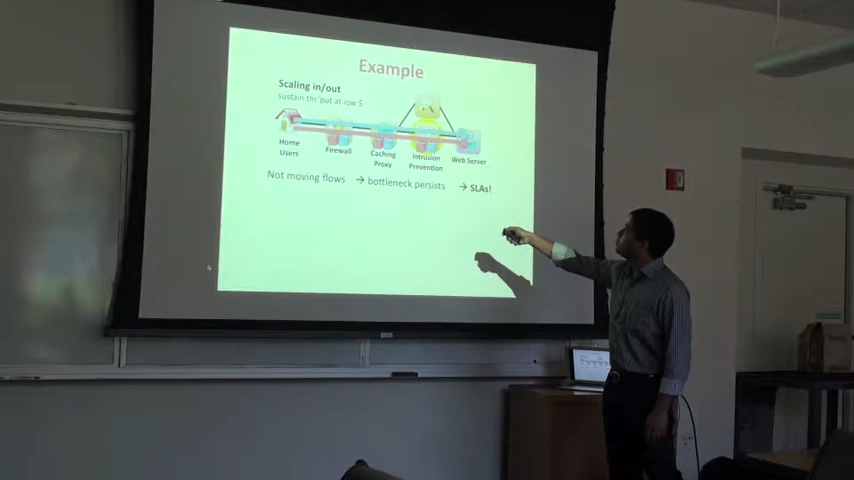 Example
Scaling in/out
sustain thr'put at low $
Home
Users
Firewall
Caching
Proxy
Intrusion
Prevention
Web Server
Not moving flows → bottleneck persists → SLAs!